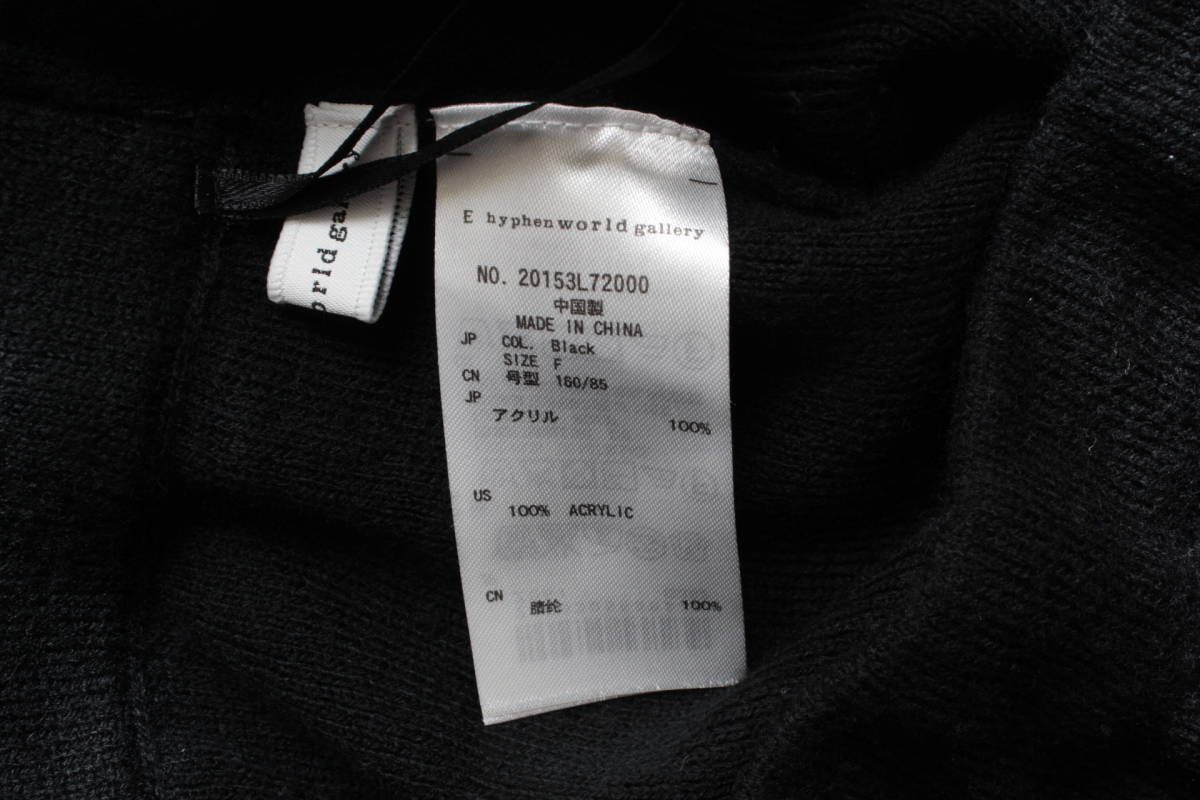 orldgal
E hyphen world gallery
NO. 20153L72000
中国製
MADE IN CHINA
JP COL. Black
SIZE F
CN 号型 160/85
JP
アクリル 100%
US
100% ACRYLIC
CN 腈纶 100%